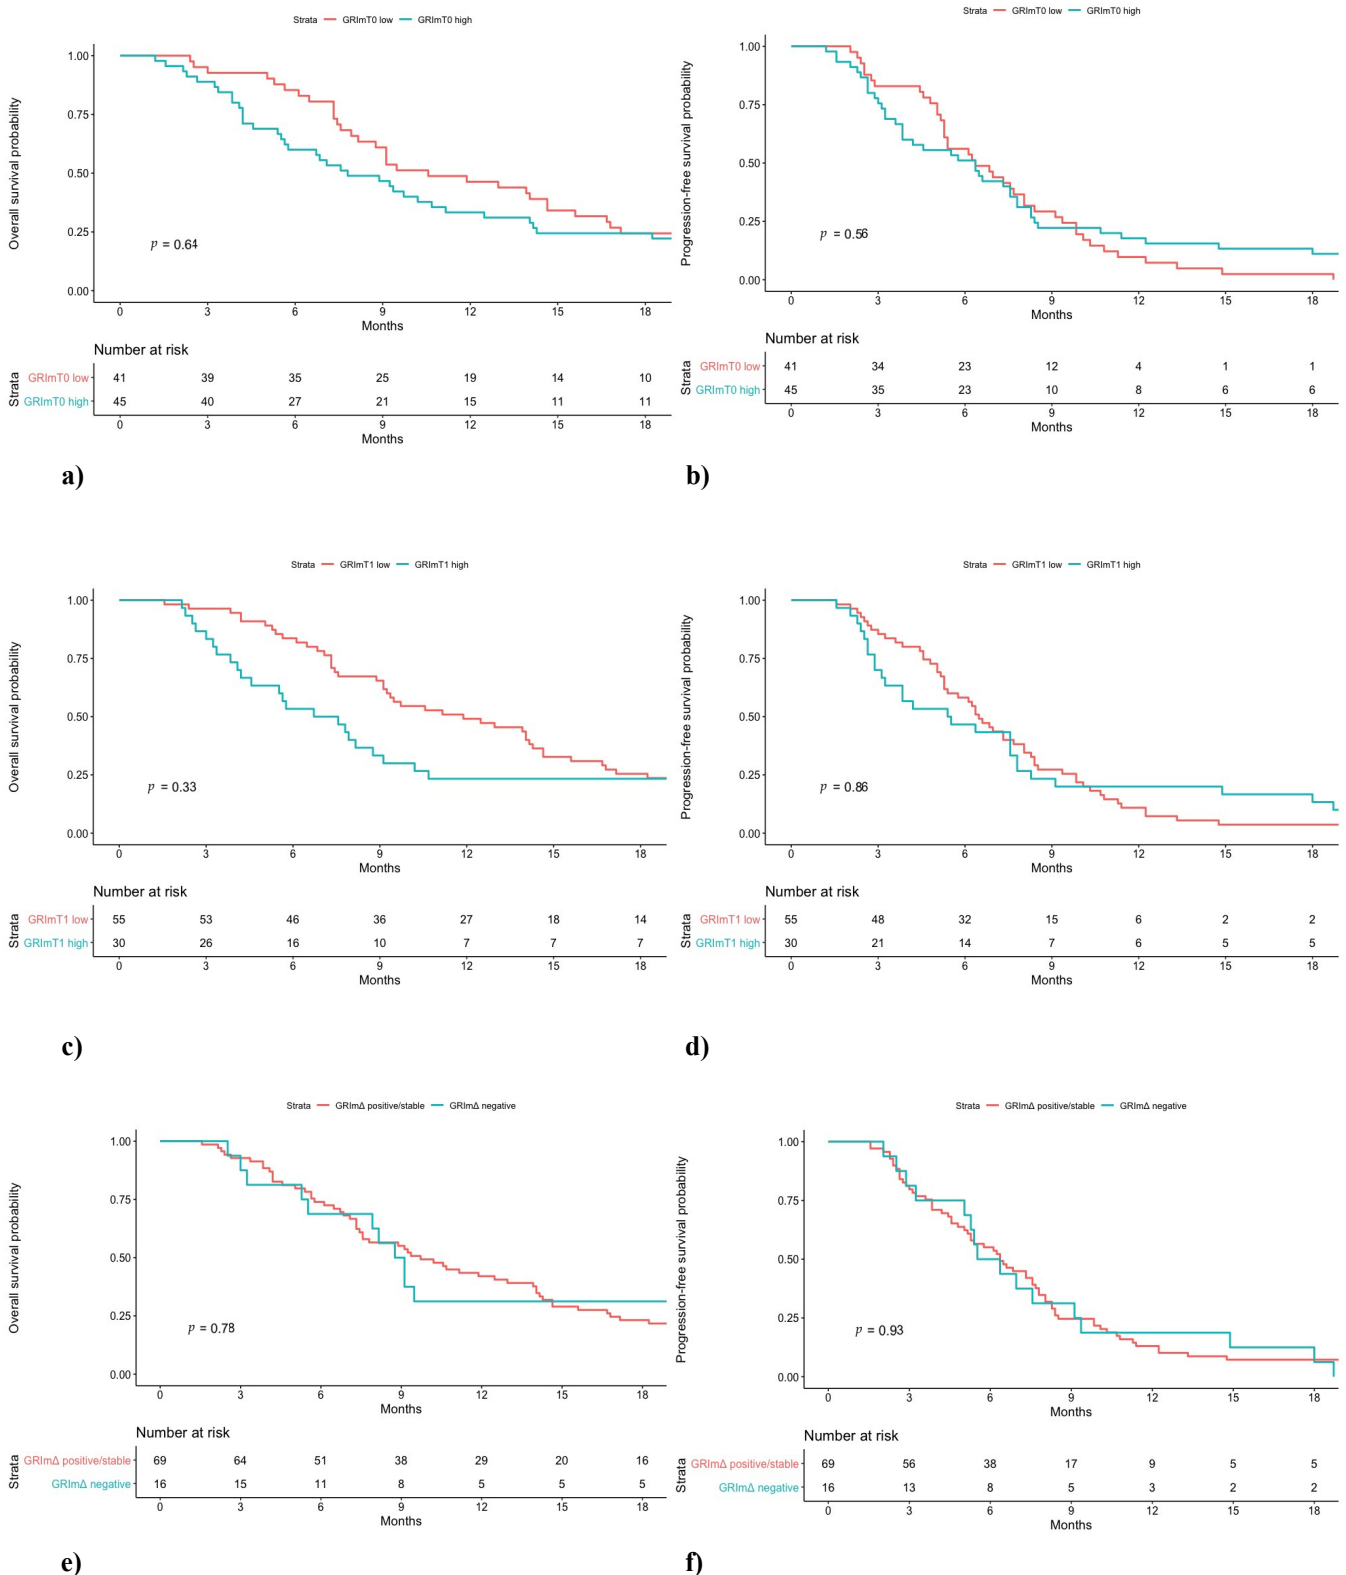 Strata GRImT0 low GRImT0 high
Overall survival probability
1.00
0.75
0.50
0.25
0.00
p = 0.64
0 3 6 9 12 15 18
Months
Number at risk
Strata
GRImT0 low 41 39 35 25 19 14 10
GRImT0 high 45 40 27 21 15 11 11
0 3 6 9 12 15 18
Months
a)
Strata GRImT0 low GRImT0 high
Progression-free survival probability
1.00
0.75
0.50
0.25
0.00
p = 0.56
0 3 6 9 12 15 18
Months
Number at risk
Strata
GRImT0 low 41 34 23 12 4 1 1
GRImT0 high 45 35 23 10 8 6 6
0 3 6 9 12 15 18
Months
b)
Strata GRImT1 low GRImT1 high
Overall survival probability
1.00
0.75
0.50
0.25
0.00
p = 0.33
0 3 6 9 12 15 18
Months
Number at risk
Strata
GRImT1 low 55 53 46 36 27 18 14
GRImT1 high 30 26 16 10 7 7 7
0 3 6 9 12 15 18
Months
c)
Strata GRImT1 low GRImT1 high
Progression-free survival probability
1.00
0.75
0.50
0.25
0.00
p = 0.86
0 3 6 9 12 15 18
Months
Number at risk
Strata
GRImT1 low 55 48 32 15 6 2 2
GRImT1 high 30 21 14 7 6 5 5
0 3 6 9 12 15 18
Months
d)
Strata GRImΔ positive/stable GRImΔ negative
Overall survival probability
1.00
0.75
0.50
0.25
0.00
p = 0.78
0 3 6 9 12 15 18
Months
Number at risk
Strata
GRImΔ positive/stable 69 64 51 38 29 20 16
GRImΔ negative 16 15 11 8 5 5 5
0 3 6 9 12 15 18
Months
e)
Strata GRImΔ positive/stable GRImΔ negative
Progression-free survival probability
1.00
0.75
0.50
0.25
0.00
p = 0.93
0 3 6 9 12 15 18
Months
Number at risk
Strata
GRImΔ positive/stable 69 56 38 17 9 5 5
GRImΔ negative 16 13 8 5 3 2 2
0 3 6 9 12 15 18
Months
f)